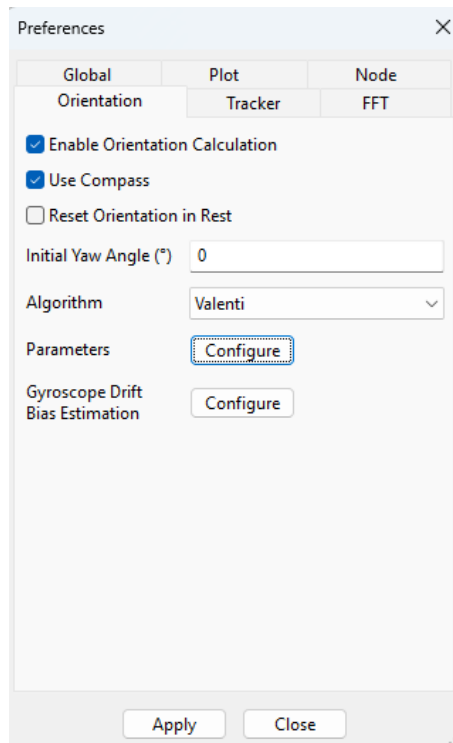 Preferences
Global Plot Node
Orientation Tracker FFT
Enable Orientation Calculation
Use Compass
Reset Orientation in Rest
Initial Yaw Angle (°) 0
Algorithm Valenti
Parameters Configure
Gyroscope Drift
Bias Estimation Configure
Apply Close